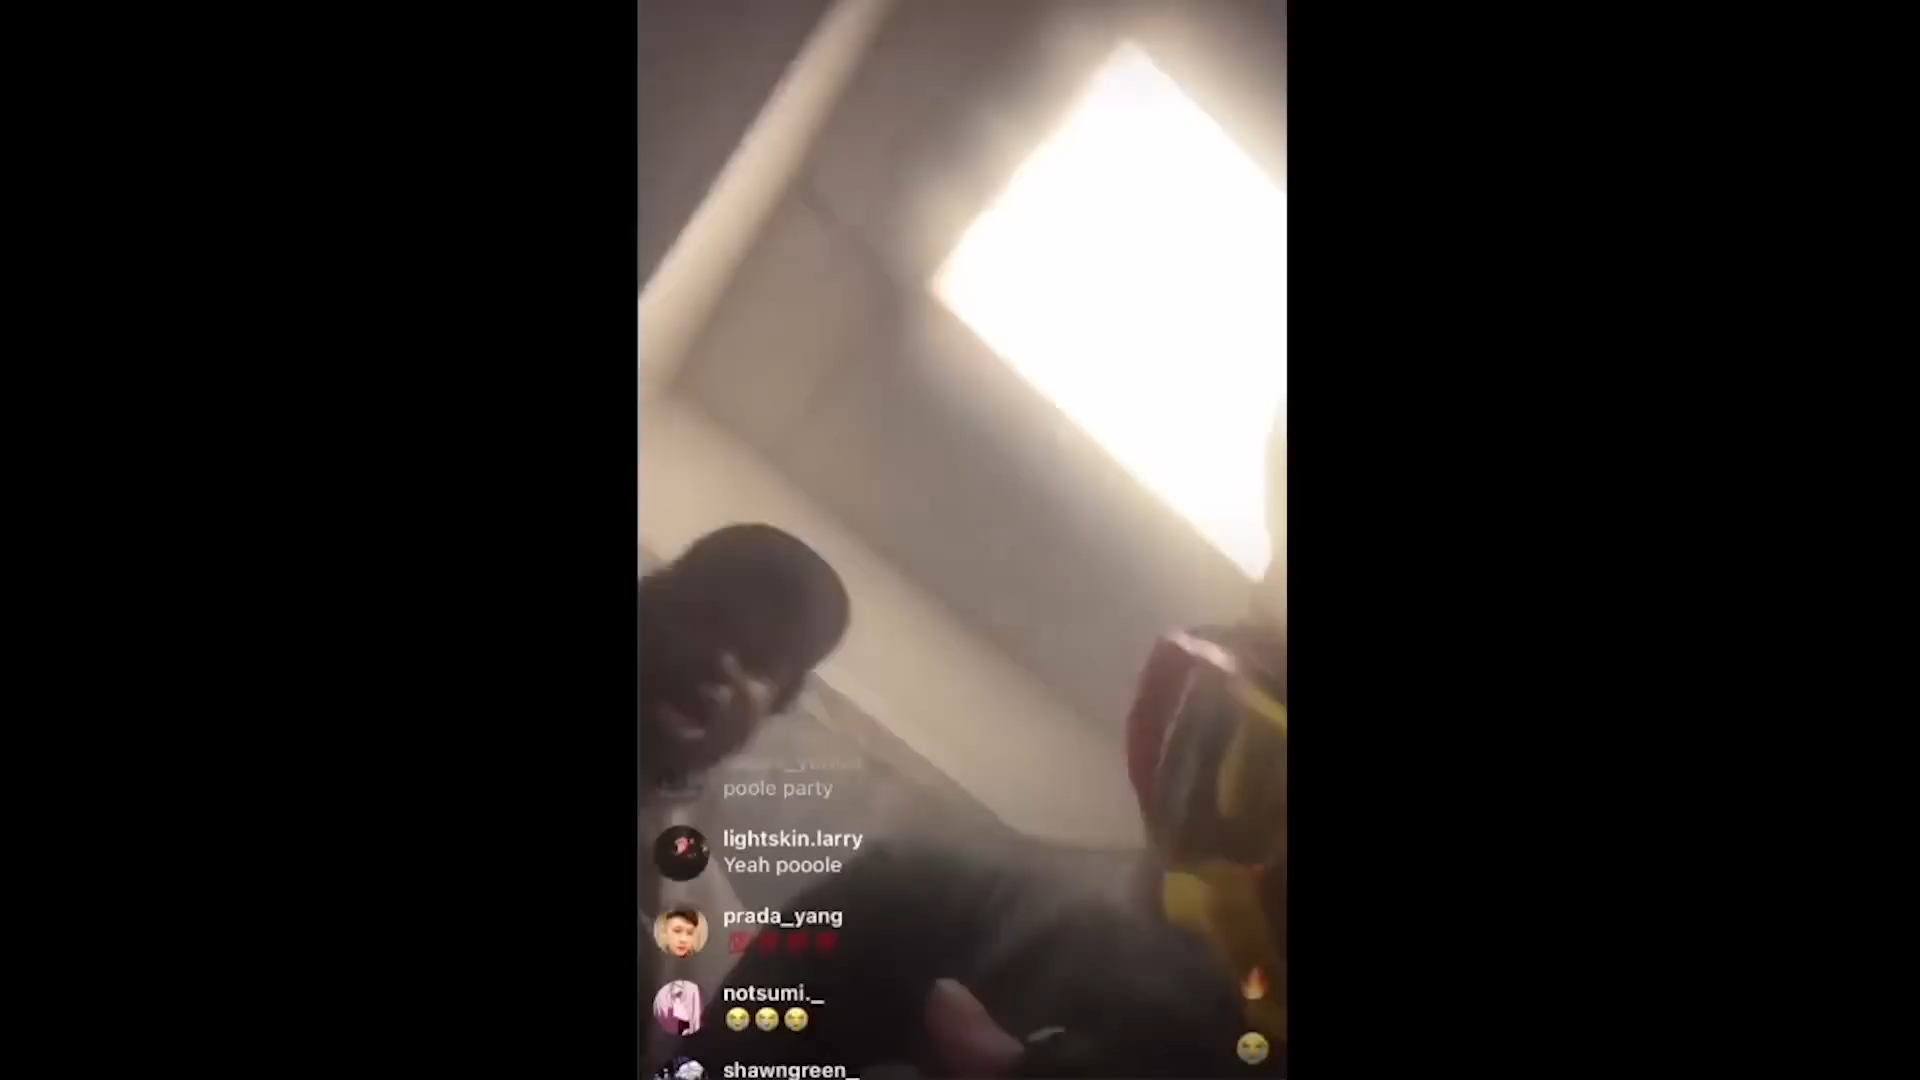 poole party
lightskin.larry
Yeah pooole
prada_yang
notsumi._
shawngreen_